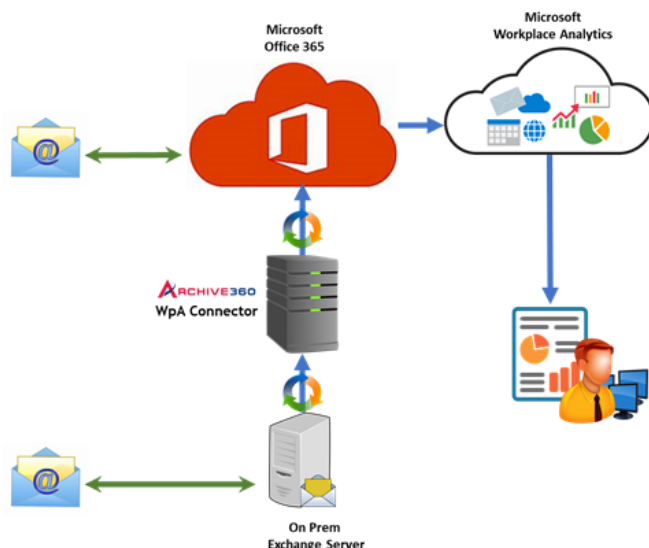 Microsoft
Office 365
Microsoft
Workplace Analytics
@
ARCHIVE360
WpA Connector
@
On Prem
Exchange Server